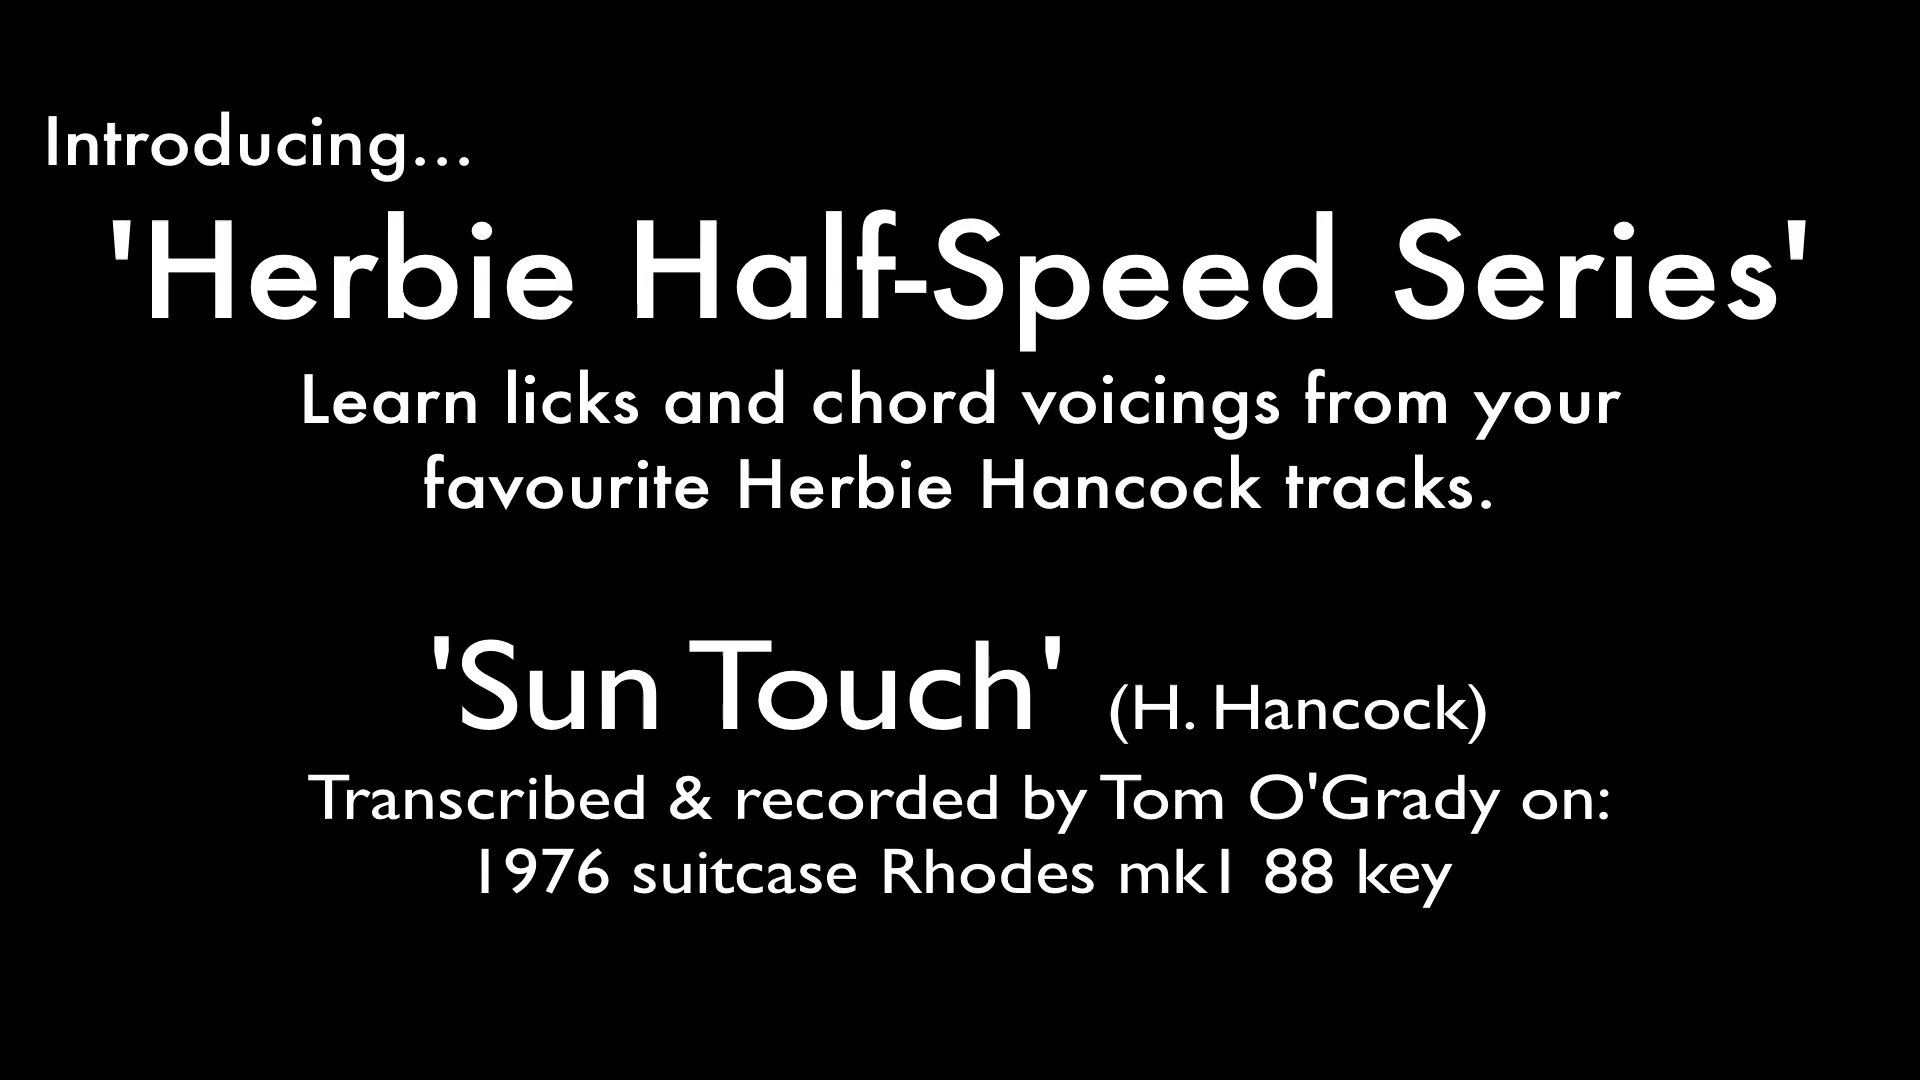 Introducing...
'Herbie Half-Speed Series'
Learn licks and chord voicings from your
favourite Herbie Hancock tracks.
'Sun Touch' (H. Hancock)
Transcribed & recorded by Tom O'Grady on:
1976 suitcase Rhodes mk1 88 key